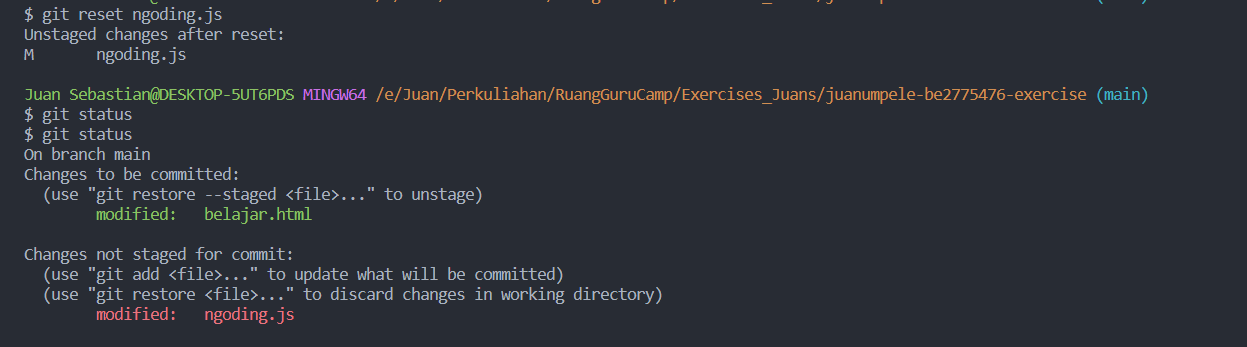 $ git reset ngoding.js
Unstaged changes after reset:
M       ngoding.js

Juan Sebastian@DESKTOP-5UT6PDS MINGW64 /e/Juan/Perkuliahan/RuangGuruCamp/Exercises_Juans/juanumpele-be2775476-exercise (main)
$ git status
$ git status
On branch main
Changes to be committed:
  (use "git restore --staged <file>..." to unstage)
        modified:   belajar.html

Changes not staged for commit:
  (use "git add <file>..." to update what will be committed)
  (use "git restore <file>..." to discard changes in working directory)
        modified:   ngoding.js